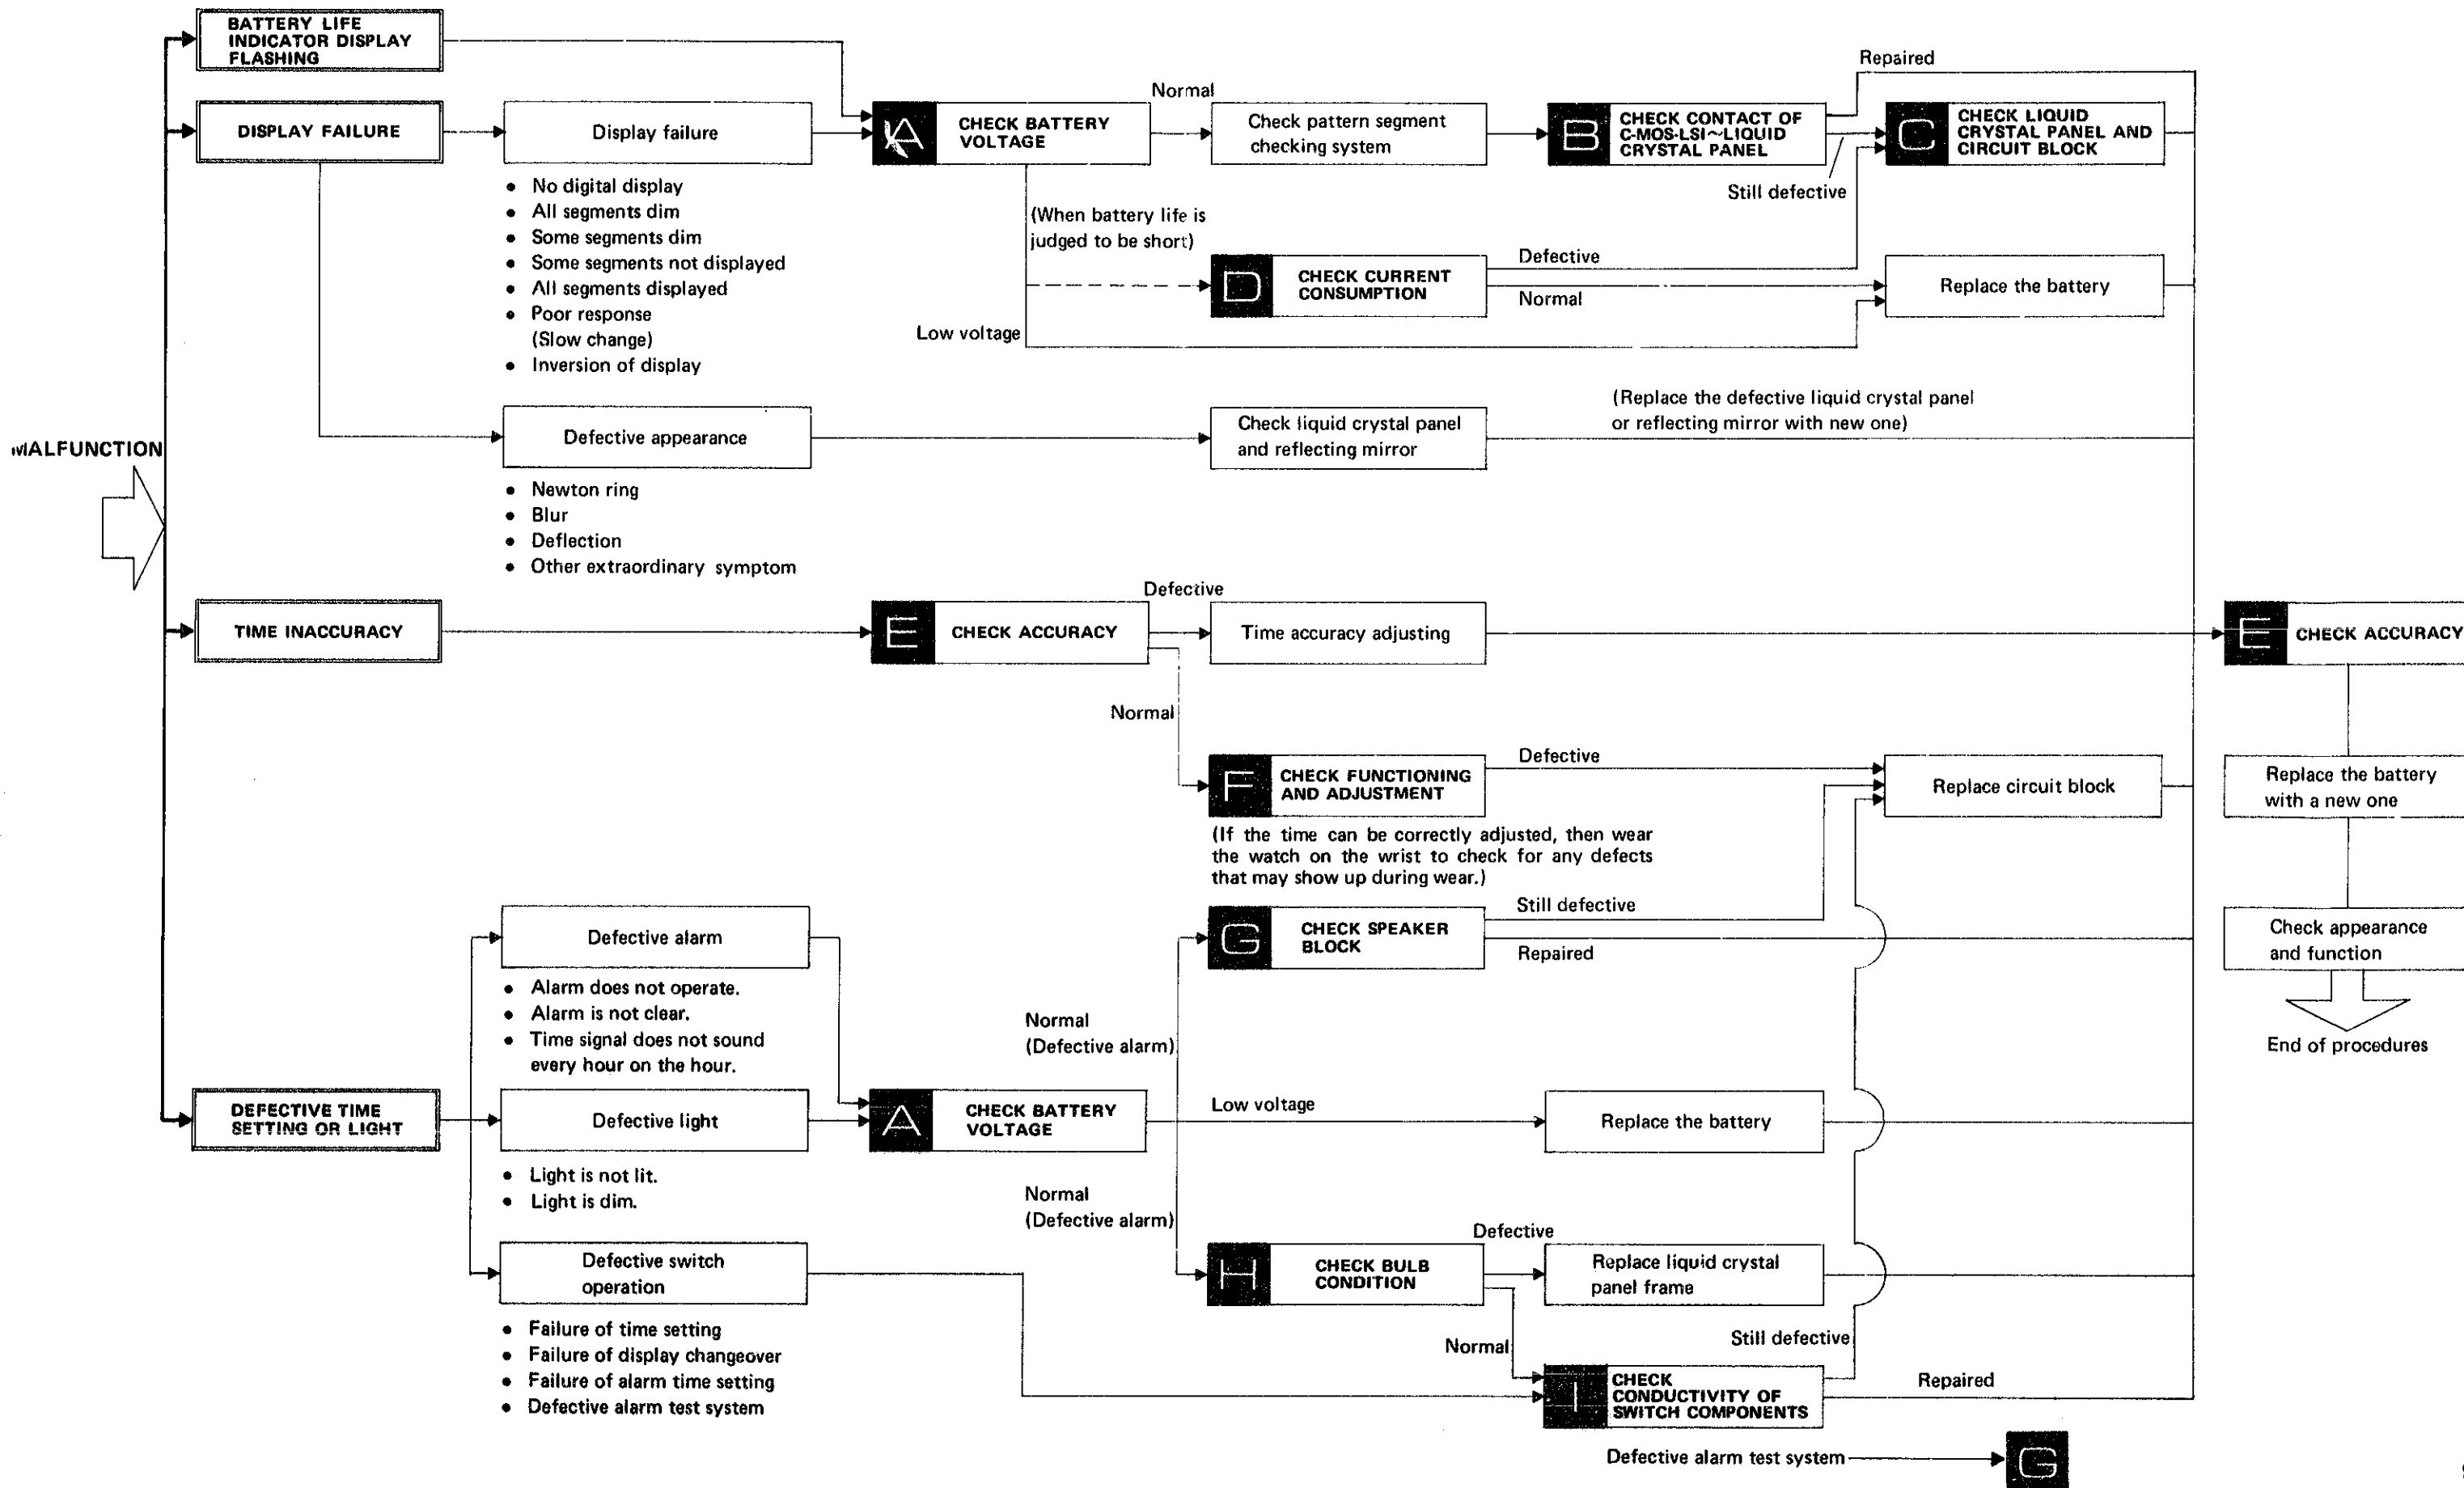 BATTERY LIFE
INDICATOR DISPLAY
FLASHING
DISPLAY FAILURE
Display failure
• No digital display
• All segments dim
• Some segments dim
• Some segments not displayed
• All segments displayed
• Poor response
(Slow change)
• Inversion of display
A
CHECK BATTERY
VOLTAGE
Normal
Check pattern segment
checking system
B
CHECK CONTACT OF
C-MOS-LSI~LIQUID
CRYSTAL PANEL
Repaired
Still defective
C
CHECK LIQUID
CRYSTAL PANEL AND
CIRCUIT BLOCK
(When battery life is
judged to be short)
D
CHECK CURRENT
CONSUMPTION
Defective
Normal
Replace the battery
Low voltage
MALFUNCTION
Defective appearance
• Newton ring
• Blur
• Deflection
• Other extraordinary symptom
Check liquid crystal panel
and reflecting mirror
(Replace the defective liquid crystal panel
or reflecting mirror with new one)
TIME INACCURACY
E
CHECK ACCURACY
Defective
Time accuracy adjusting
Normal
E
CHECK ACCURACY
F
CHECK FUNCTIONING
AND ADJUSTMENT
Defective
Replace circuit block
(If the time can be correctly adjusted, then wear
the watch on the wrist to check for any defects
that may show up during wear.)
Replace the battery
with a new one
Check appearance
and function
End of procedures
DEFECTIVE TIME
SETTING OR LIGHT
Defective alarm
• Alarm does not operate.
• Alarm is not clear.
• Time signal does not sound
every hour on the hour.
Defective light
• Light is not lit.
• Light is dim.
Defective switch
operation
• Failure of time setting
• Failure of display changeover
• Failure of alarm time setting
• Defective alarm test system
A
CHECK BATTERY
VOLTAGE
Normal
(Defective alarm)
G
CHECK SPEAKER
BLOCK
Still defective
Repaired
Low voltage
Replace the battery
Normal
(Defective alarm)
H
CHECK BULB
CONDITION
Defective
Replace liquid crystal
panel frame
Normal
Still defective
I
CHECK
CONDUCTIVITY OF
SWITCH COMPONENTS
Repaired
Defective alarm test system
G